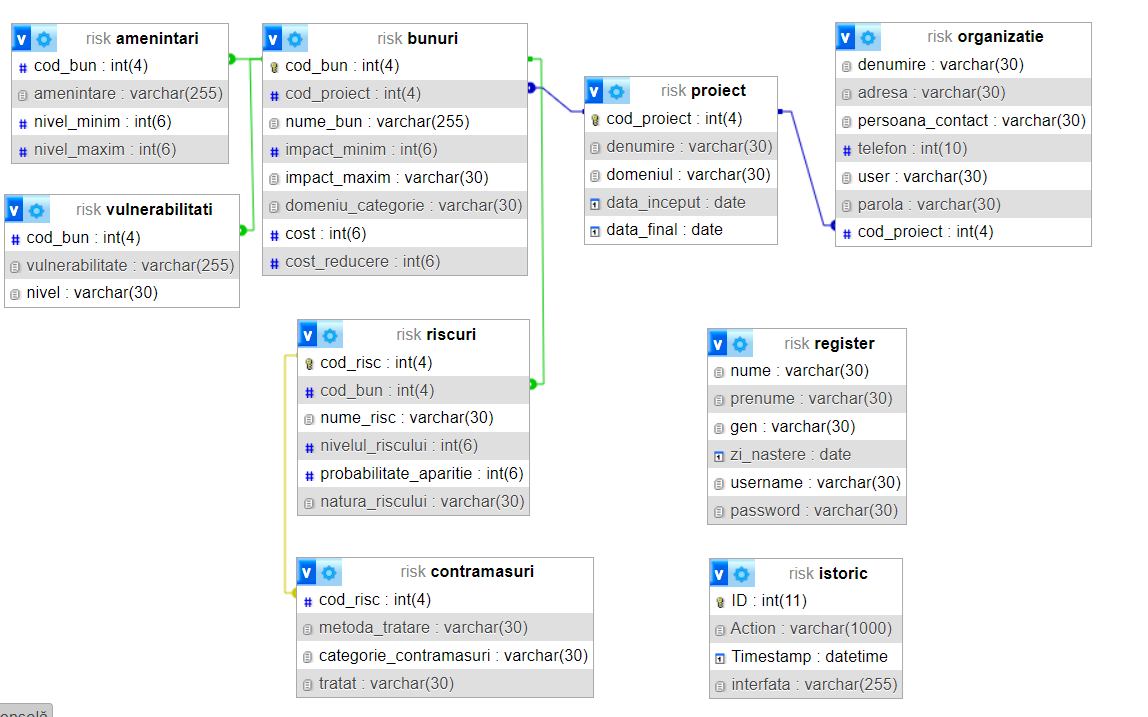 v risk amenintari
# cod_bun : int(4)
amenintare : varchar(255)
# nivel_minim : int(6)
# nivel_maxim : int(6)
v risk vulnerabilitati
# cod_bun : int(4)
vulnerabilitate : varchar(255)
nivel : varchar(30)
v risk bunuri
cod_bun : int(4)
# cod_proiect : int(4)
nume_bun : varchar(255)
# impact_minim : int(6)
impact_maxim : varchar(30)
domeniu_categorie : varchar(30)
# cost : int(6)
# cost_reducere : int(6)
v risk proiect
cod_proiect : int(4)
denumire : varchar(30)
domeniul : varchar(30)
data_inceput : date
data_final : date
v risk organizatie
denumire : varchar(30)
adresa : varchar(30)
persoana_contact : varchar(30)
# telefon : int(10)
user : varchar(30)
parola : varchar(30)
# cod_proiect : int(4)
v risk riscuri
cod_risc : int(4)
# cod_bun : int(4)
nume_risc : varchar(30)
# nivelul_riscului : int(6)
# probabilitate_aparitie : int(6)
natura_riscului : varchar(30)
v risk register
nume : varchar(30)
prenume : varchar(30)
gen : varchar(30)
zi_nastere : date
username : varchar(30)
password : varchar(30)
v risk contramasuri
# cod_risc : int(4)
metoda_tratare : varchar(30)
categorie_contramasuri : varchar(30)
tratat : varchar(30)
v risk istoric
ID : int(11)
Action : varchar(1000)
Timestamp : datetime
interfata : varchar(255)